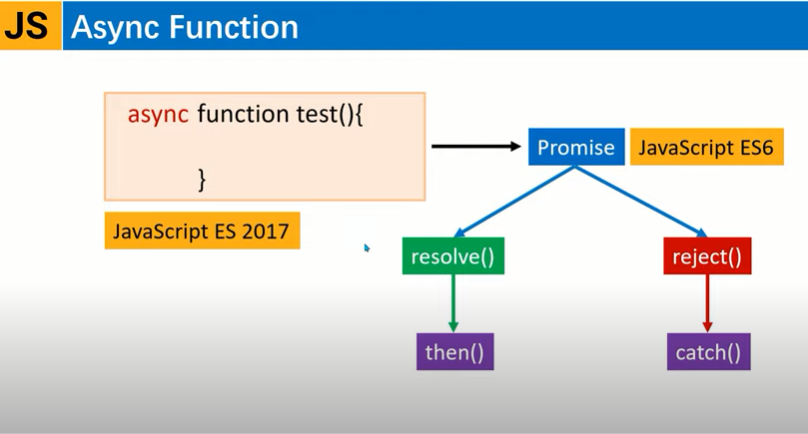 JS Async Function
async function test(){
}
JavaScript ES 2017
Promise
JavaScript ES6
resolve()
reject()
then()
catch()